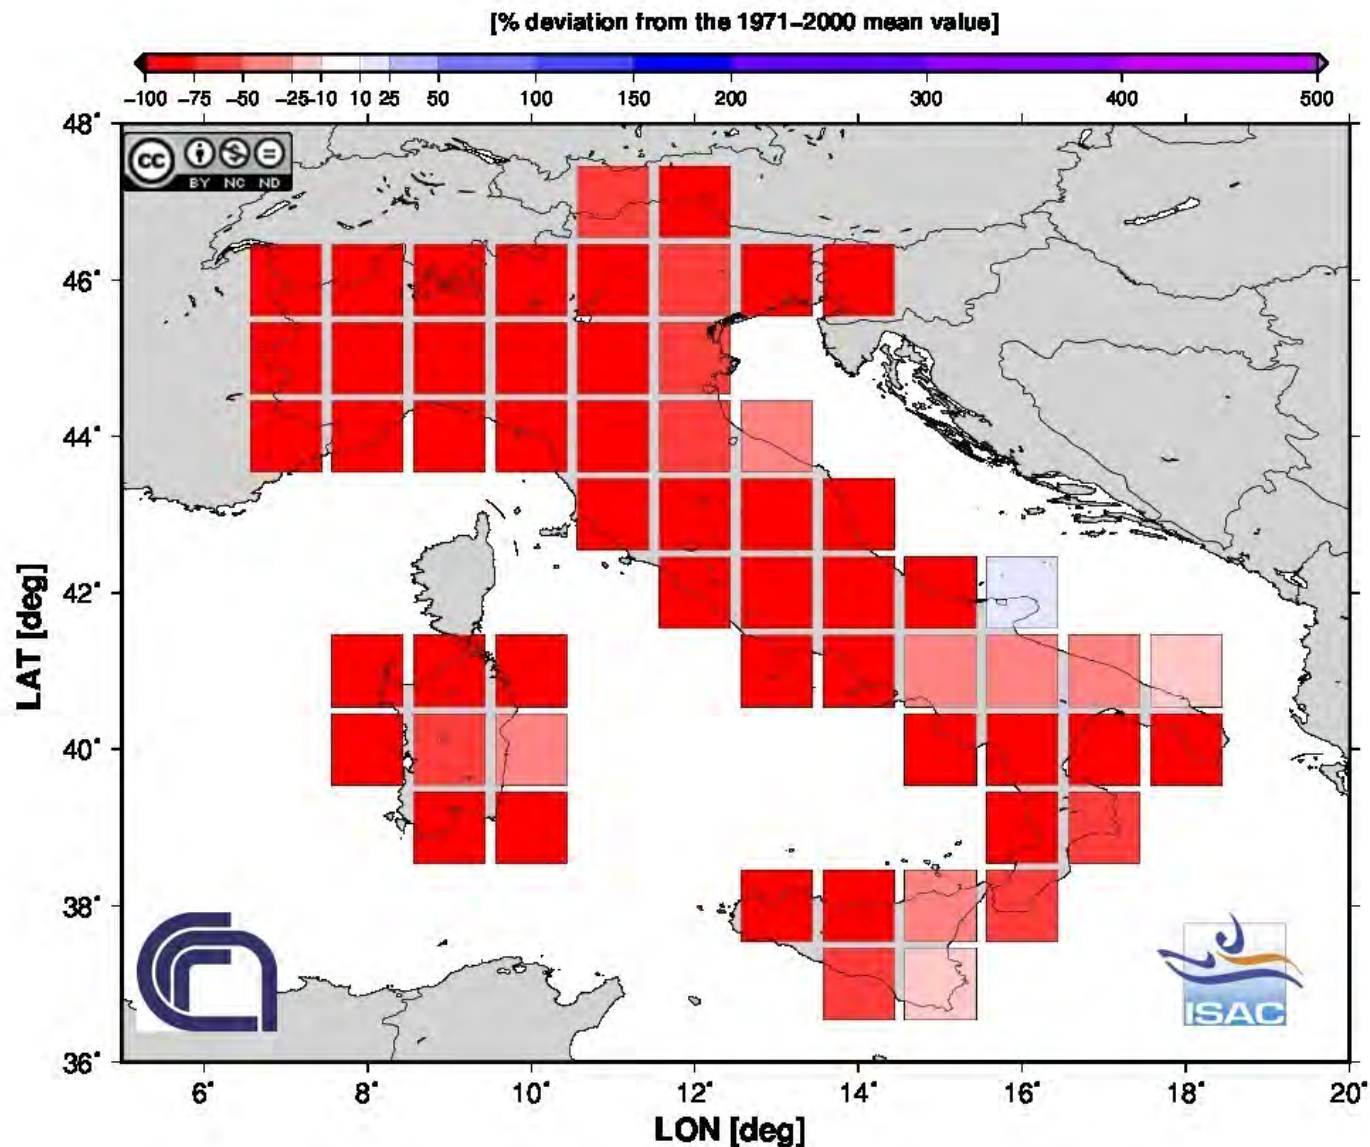 [% deviation from the 1971–2000 mean value]
−100 −75 −50 −25 −10 10 25 50 100 150 200 300 400 500
48°
cc BY NC ND
46°
44°
42°
LAT [deg]
40°
38°
ISAC
36°
6° 8° 10° 12° 14° 16° 18° 20°
LON [deg]